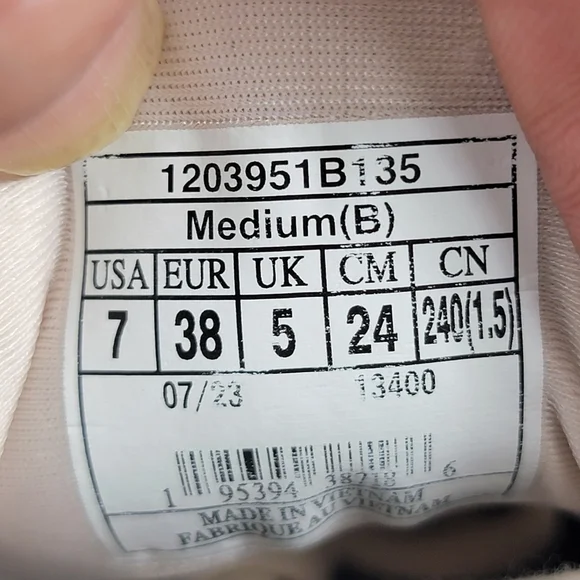 1203951B135
Medium(B)
USA EUR UK CM CN
7 38 5 24 240(1.5)
07/23 13400
1 95394 38718 6
MADE IN VIETNAM
FABRIQUE AU VIETNAM